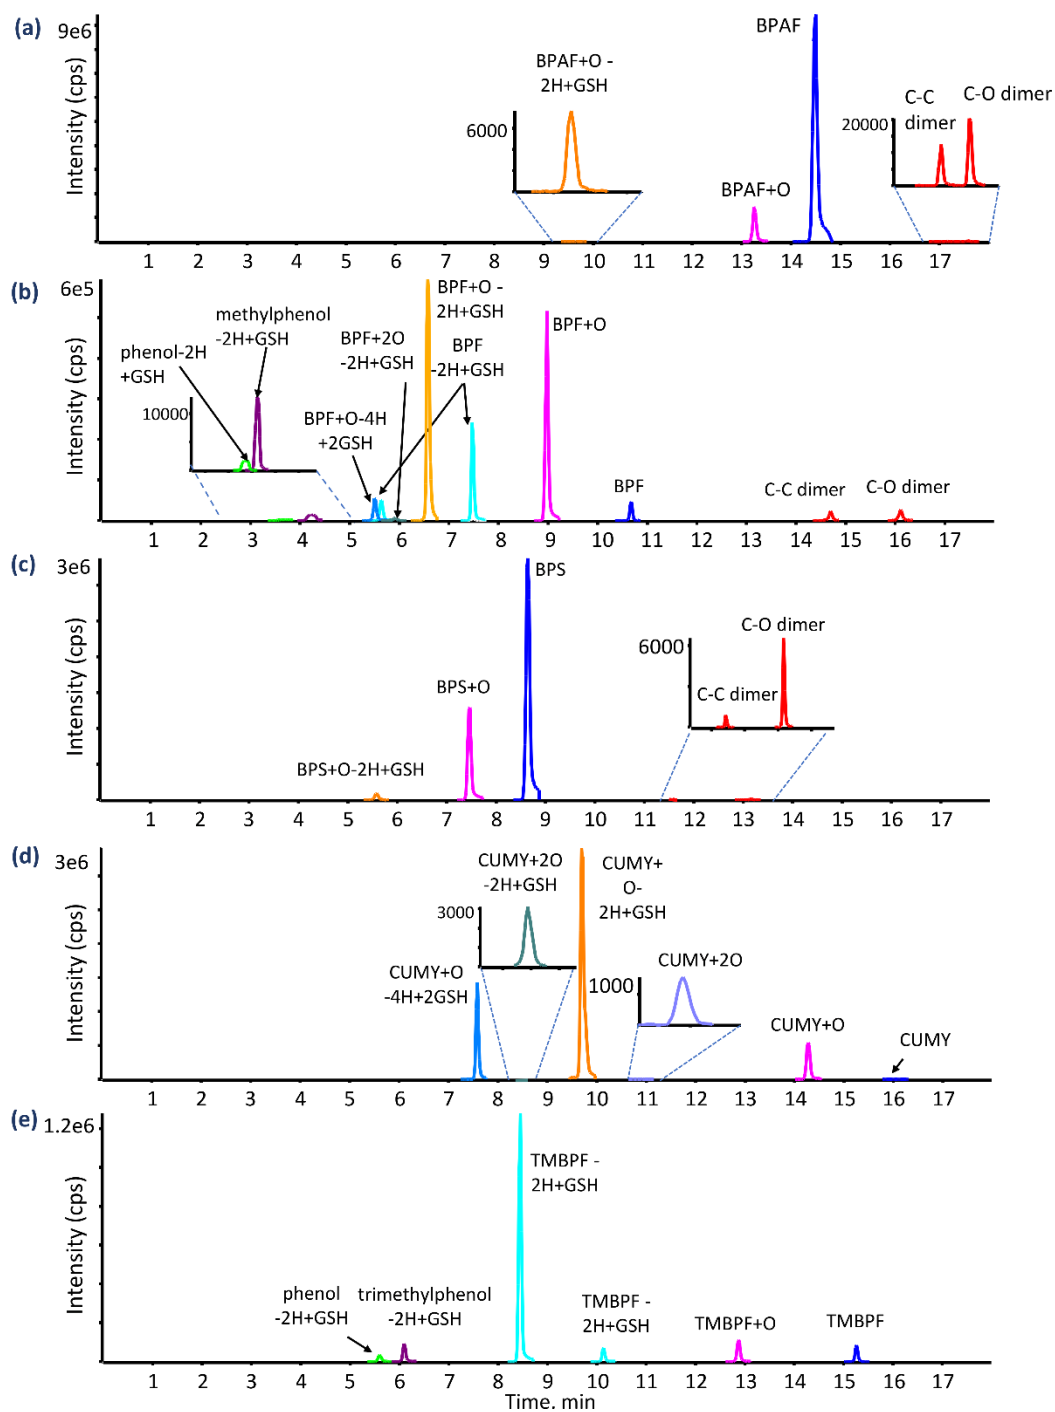 (a)
9e6
Intensity (cps)
BPAF+O -
2H+GSH
6000
BPAF+O
BPAF
C-C
dimer
C-O dimer
20000
1 2 3 4 5 6 7 8 9 10 11 12 13 14 15 16 17
(b)
6e5
Intensity (cps)
phenol-2H
+GSH
methylphenol
-2H+GSH
10000
BPF+O-4H
+2GSH
BPF+2O
-2H+GSH
BPF+O -
2H+GSH
BPF
-2H+GSH
BPF+O
BPF
C-C dimer
C-O dimer
1 2 3 4 5 6 7 8 9 10 11 12 13 14 15 16 17
(c)
3e6
Intensity (cps)
BPS+O-2H+GSH
BPS+O
BPS
6000
C-C dimer
C-O dimer
1 2 3 4 5 6 7 8 9 10 11 12 13 14 15 16 17
(d)
3e6
Intensity (cps)
CUMY+O
-4H+2GSH
CUMY+2O
-2H+GSH
3000
CUMY+
O-
2H+GSH
CUMY+2O
1000
CUMY+O
CUMY
1 2 3 4 5 6 7 8 9 10 11 12 13 14 15 16 17
(e)
1.2e6
Intensity (cps)
phenol
-2H+GSH
trimethylphenol
-2H+GSH
TMBPF -
2H+GSH
TMBPF -
2H+GSH
TMBPF+O
TMBPF
1 2 3 4 5 6 7 8 9 10 11 12 13 14 15 16 17
Time, min